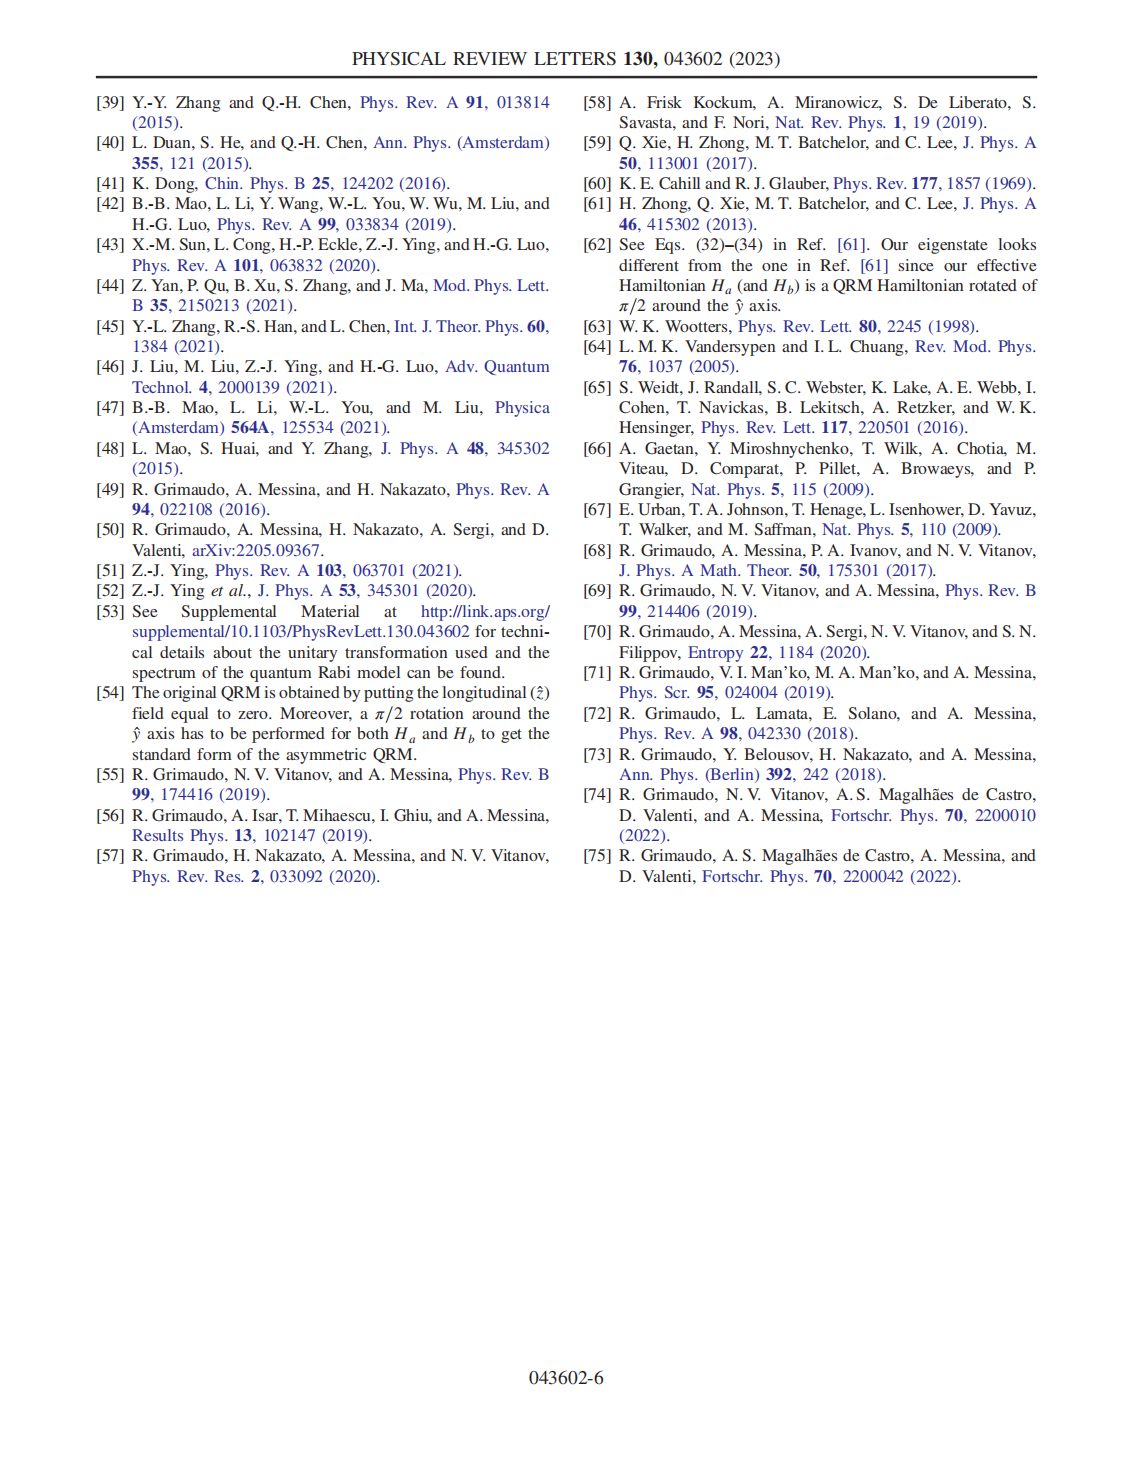 PHYSICAL REVIEW LETTERS 130, 043602 (2023)
[39] Y.-Y. Zhang and Q.-H. Chen, Phys. Rev. A 91, 013814
(2015).
[40] L. Duan, S. He, and Q.-H. Chen, Ann. Phys. (Amsterdam)
355, 121 (2015).
[41] K. Dong, Chin. Phys. B 25, 124202 (2016).
[42] B.-B. Mao, L. Li, Y. Wang, W.-L. You, W. Wu, M. Liu, and
H.-G. Luo, Phys. Rev. A 99, 033834 (2019).
[43] X.-M. Sun, L. Cong, H.-P. Eckle, Z.-J. Ying, and H.-G. Luo,
Phys. Rev. A 101, 063832 (2020).
[44] Z. Yan, P. Qu, B. Xu, S. Zhang, and J. Ma, Mod. Phys. Lett.
B 35, 2150213 (2021).
[45] Y.-L. Zhang, R.-S. Han, and L. Chen, Int. J. Theor. Phys. 60,
1384 (2021).
[46] J. Liu, M. Liu, Z.-J. Ying, and H.-G. Luo, Adv. Quantum
Technol. 4, 2000139 (2021).
[47] B.-B. Mao, L. Li, W.-L. You, and M. Liu, Physica
(Amsterdam) 564A, 125534 (2021).
[48] L. Mao, S. Huai, and Y. Zhang, J. Phys. A 48, 345302
(2015).
[49] R. Grimaudo, A. Messina, and H. Nakazato, Phys. Rev. A
94, 022108 (2016).
[50] R. Grimaudo, A. Messina, H. Nakazato, A. Sergi, and D.
Valenti, arXiv:2205.09367.
[51] Z.-J. Ying, Phys. Rev. A 103, 063701 (2021).
[52] Z.-J. Ying et al., J. Phys. A 53, 345301 (2020).
[53] See Supplemental Material at http://link.aps.org/
supplemental/10.1103/PhysRevLett.130.043602 for techni-
cal details about the unitary transformation used and the
spectrum of the quantum Rabi model can be found.
[54] The original QRM is obtained by putting the longitudinal (ẑ)
field equal to zero. Moreover, a π/2 rotation around the
ŷ axis has to be performed for both H_a and H_b to get the
standard form of the asymmetric QRM.
[55] R. Grimaudo, N. V. Vitanov, and A. Messina, Phys. Rev. B
99, 174416 (2019).
[56] R. Grimaudo, A. Isar, T. Mihaescu, I. Ghiu, and A. Messina,
Results Phys. 13, 102147 (2019).
[57] R. Grimaudo, H. Nakazato, A. Messina, and N. V. Vitanov,
Phys. Rev. Res. 2, 033092 (2020).
[58] A. Frisk Kockum, A. Miranowicz, S. De Liberato, S.
Savasta, and F. Nori, Nat. Rev. Phys. 1, 19 (2019).
[59] Q. Xie, H. Zhong, M. T. Batchelor, and C. Lee, J. Phys. A
50, 113001 (2017).
[60] K. E. Cahill and R. J. Glauber, Phys. Rev. 177, 1857 (1969).
[61] H. Zhong, Q. Xie, M. T. Batchelor, and C. Lee, J. Phys. A
46, 415302 (2013).
[62] See Eqs. (32)–(34) in Ref. [61]. Our eigenstate looks
different from the one in Ref. [61] since our effective
Hamiltonian H_a (and H_b) is a QRM Hamiltonian rotated of
π/2 around the ŷ axis.
[63] W. K. Wootters, Phys. Rev. Lett. 80, 2245 (1998).
[64] L. M. K. Vandersypen and I. L. Chuang, Rev. Mod. Phys.
76, 1037 (2005).
[65] S. Weidt, J. Randall, S. C. Webster, K. Lake, A. E. Webb, I.
Cohen, T. Navickas, B. Lekitsch, A. Retzker, and W. K.
Hensinger, Phys. Rev. Lett. 117, 220501 (2016).
[66] A. Gaetan, Y. Miroshnychenko, T. Wilk, A. Chotia, M.
Viteau, D. Comparat, P. Pillet, A. Browaeys, and P.
Grangier, Nat. Phys. 5, 115 (2009).
[67] E. Urban, T. A. Johnson, T. Henage, L. Isenhower, D. Yavuz,
T. Walker, and M. Saffman, Nat. Phys. 5, 110 (2009).
[68] R. Grimaudo, A. Messina, P. A. Ivanov, and N. V. Vitanov,
J. Phys. A Math. Theor. 50, 175301 (2017).
[69] R. Grimaudo, N. V. Vitanov, and A. Messina, Phys. Rev. B
99, 214406 (2019).
[70] R. Grimaudo, A. Messina, A. Sergi, N. V. Vitanov, and S. N.
Filippov, Entropy 22, 1184 (2020).
[71] R. Grimaudo, V. I. Man'ko, M. A. Man'ko, and A. Messina,
Phys. Scr. 95, 024004 (2019).
[72] R. Grimaudo, L. Lamata, E. Solano, and A. Messina,
Phys. Rev. A 98, 042330 (2018).
[73] R. Grimaudo, Y. Belousov, H. Nakazato, and A. Messina,
Ann. Phys. (Berlin) 392, 242 (2018).
[74] R. Grimaudo, N. V. Vitanov, A. S. Magalhães de Castro,
D. Valenti, and A. Messina, Fortschr. Phys. 70, 2200010
(2022).
[75] R. Grimaudo, A. S. Magalhães de Castro, A. Messina, and
D. Valenti, Fortschr. Phys. 70, 2200042 (2022).
043602-6